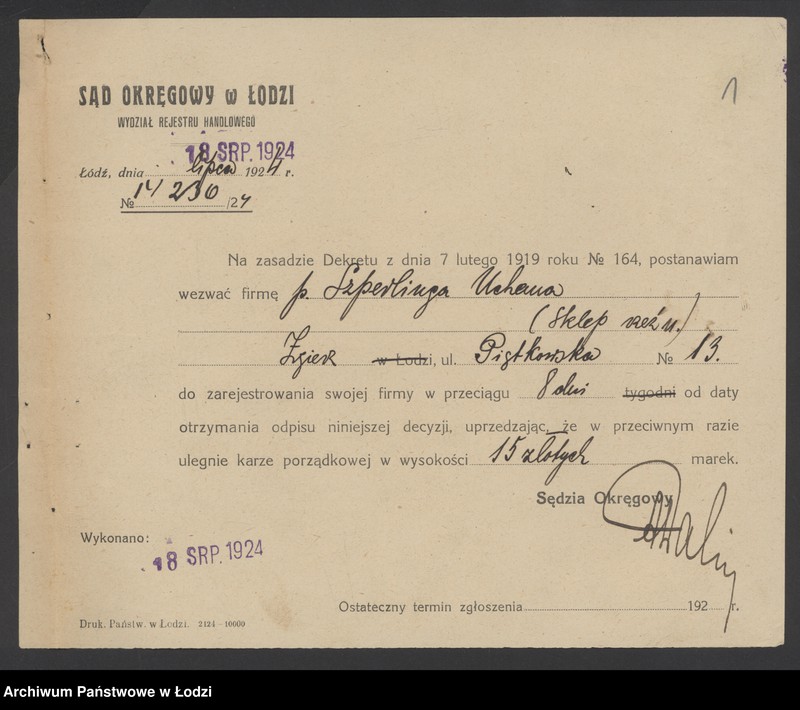 1
SĄD OKRĘGOWY w ŁODZI
WYDZIAŁ REJESTRU HANDLOWEGO
18 SRP. 1924
Łódź, dnia lipca 1924 r.
№ 14230/24
Na zasadzie Dekretu z dnia 7 lutego 1919 roku № 164, postanawiam
wezwać firmę p. Szperlinga Uchana
(Sklep rzeźn.)
Zgierz w Łodzi, ul. Piątkowska № 13.
do zarejestrowania swojej firmy w przeciągu 8 dni tygodni od daty
otrzymania odpisu niniejszej decyzji, uprzedzając, że w przeciwnym razie
ulegnie karze porządkowej w wysokości 15 złotych marek.
Sędzia Okręgowy
Wykonano:
18 SRP. 1924
Ostateczny termin zgłoszenia 192 r.
Druk. Państw. w Łodzi. 2124-10000
Archiwum Państwowe w Łodzi